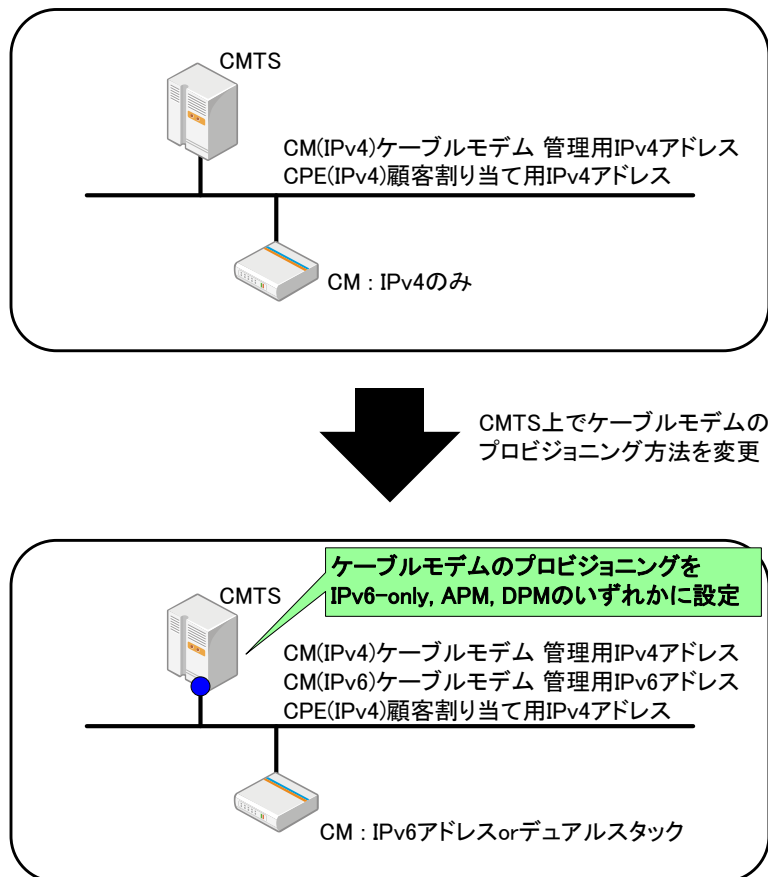 CMTS
CM(IPv4)ケーブルモデム 管理用IPv4アドレス
CPE(IPv4)顧客割り当て用IPv4アドレス
CM : IPv4のみ
CMTS上でケーブルモデムの
プロビジョニング方法を変更
ケーブルモデムのプロビジョニングを
IPv6-only, APM, DPMのいずれかに設定
CMTS
CM(IPv4)ケーブルモデム 管理用IPv4アドレス
CM(IPv6)ケーブルモデム 管理用IPv6アドレス
CPE(IPv4)顧客割り当て用IPv4アドレス
CM : IPv6アドレスorデュアルスタック